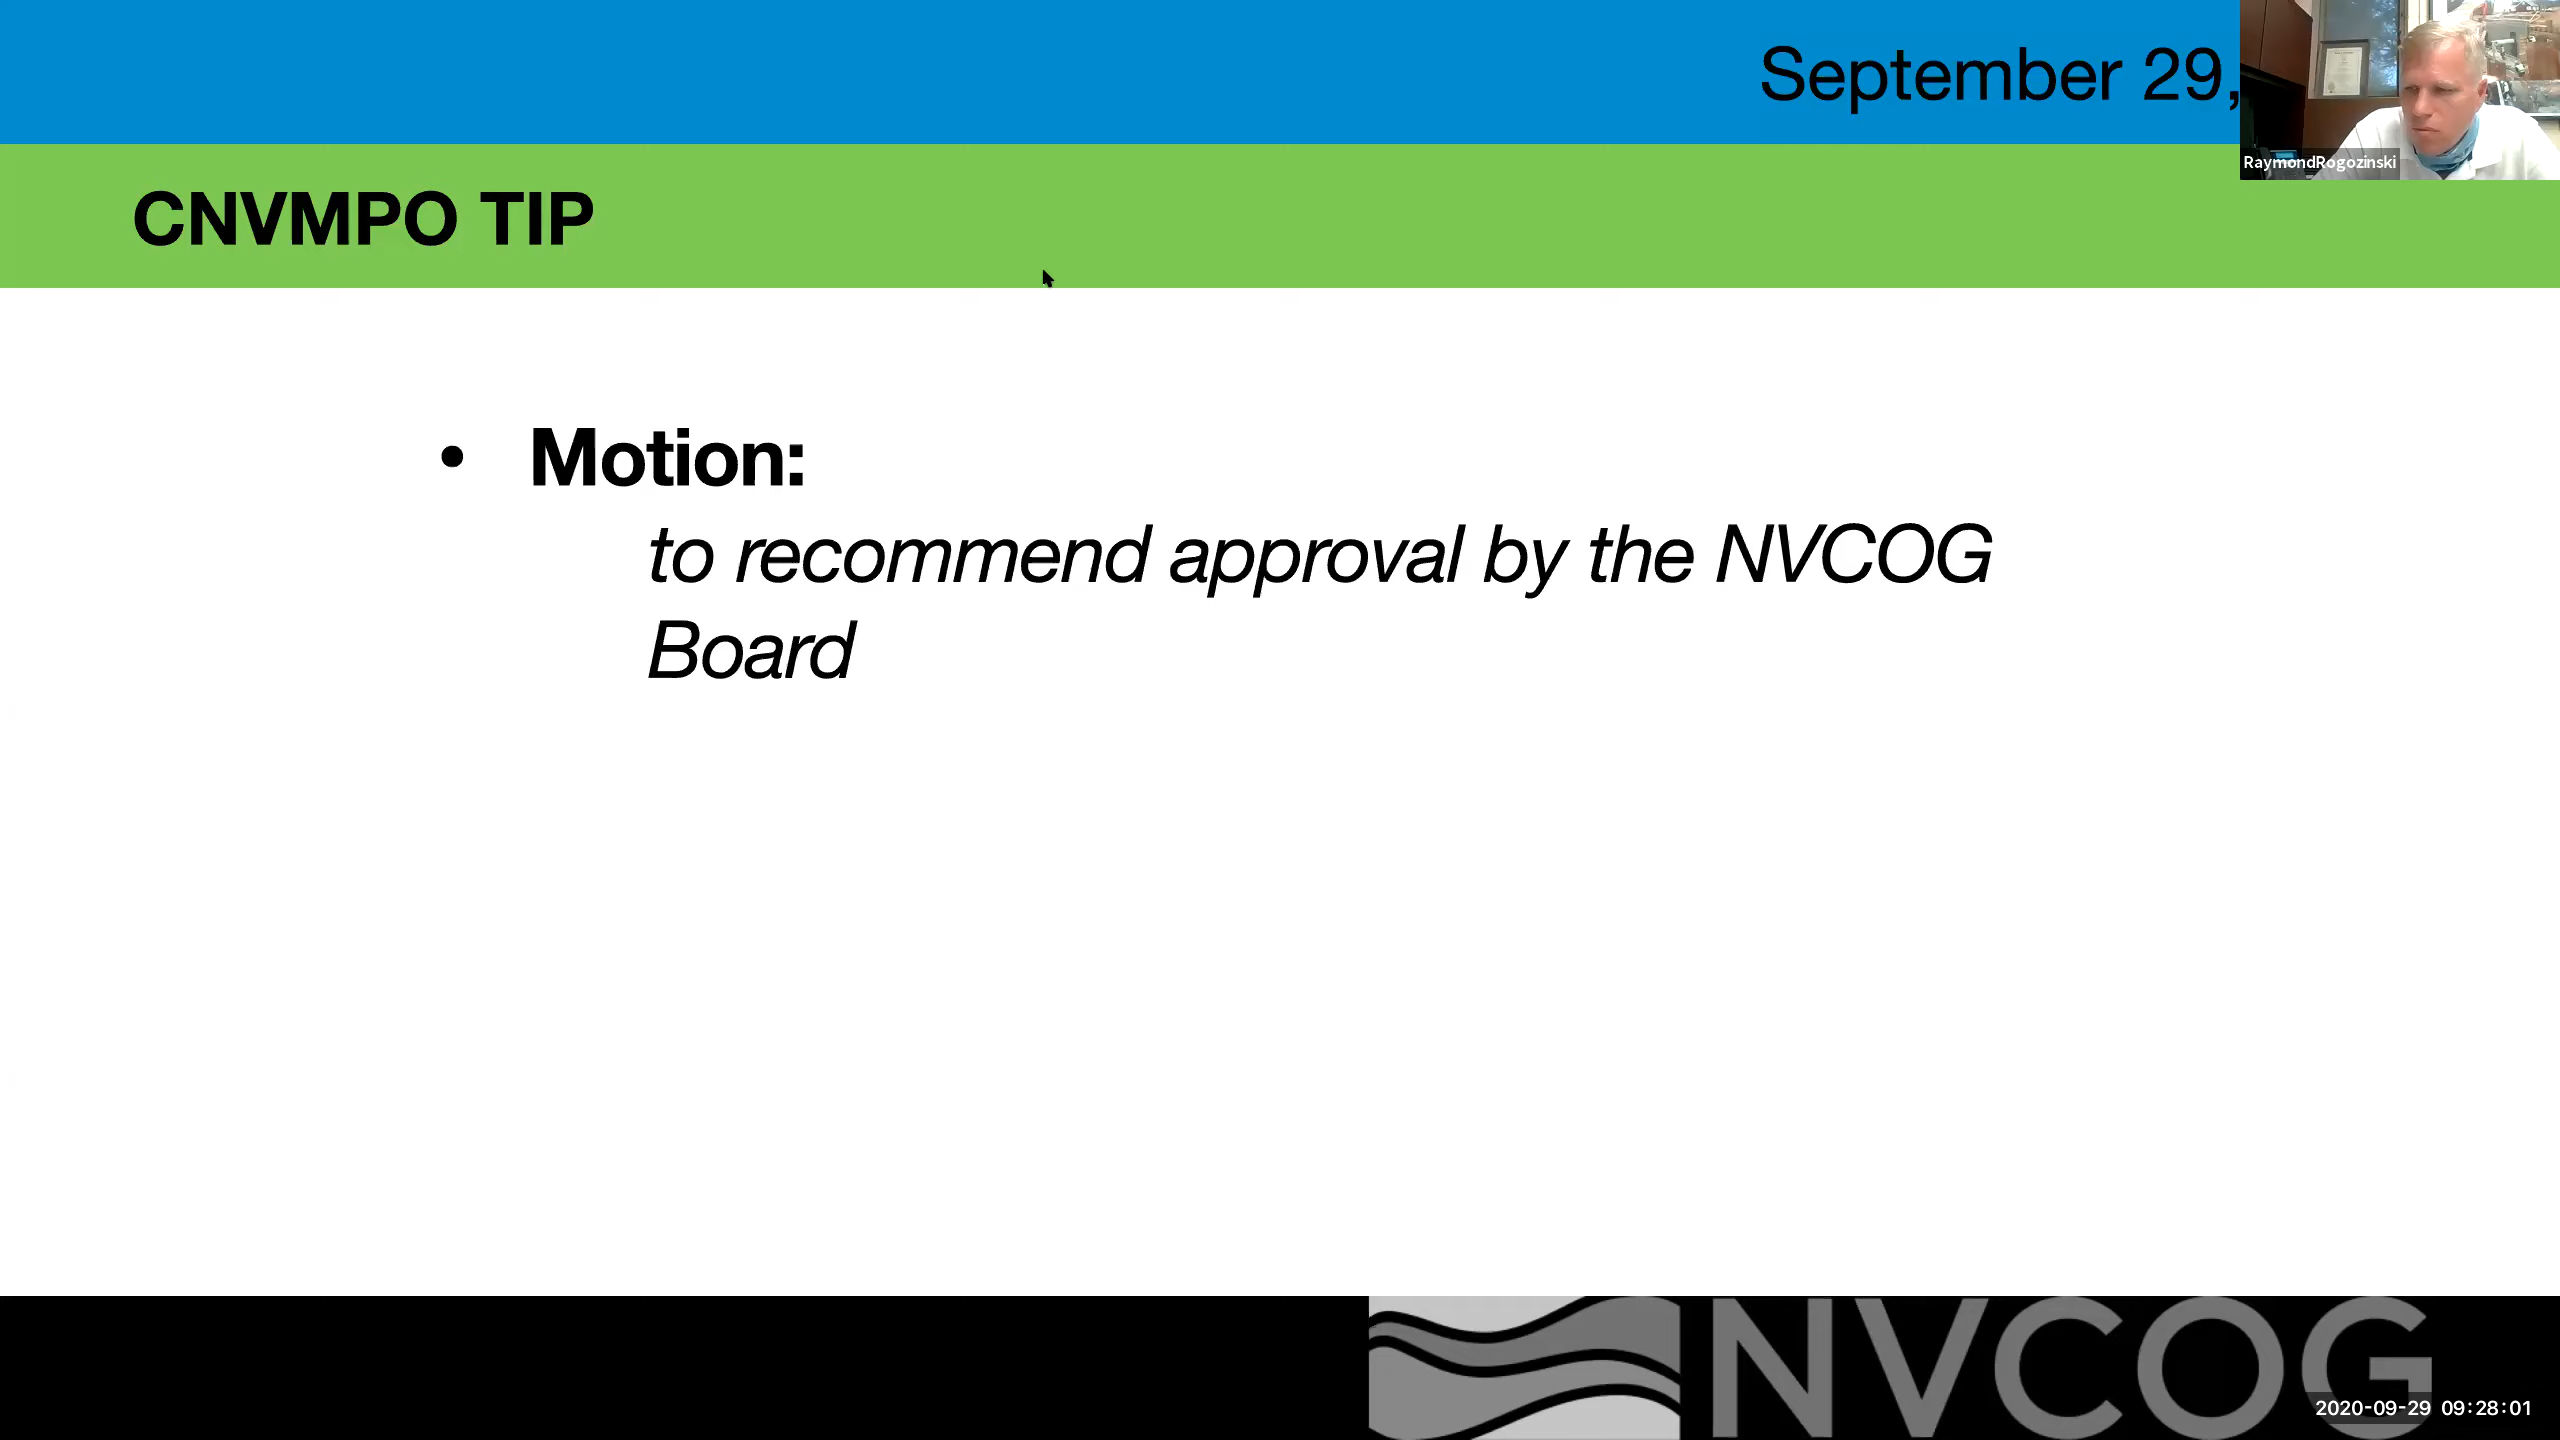 September 29,
RaymondRogozinski
CNVMPO TIP
• Motion:
to recommend approval by the NVCOG
Board
NVCOG
2020-09-29 09:28:01